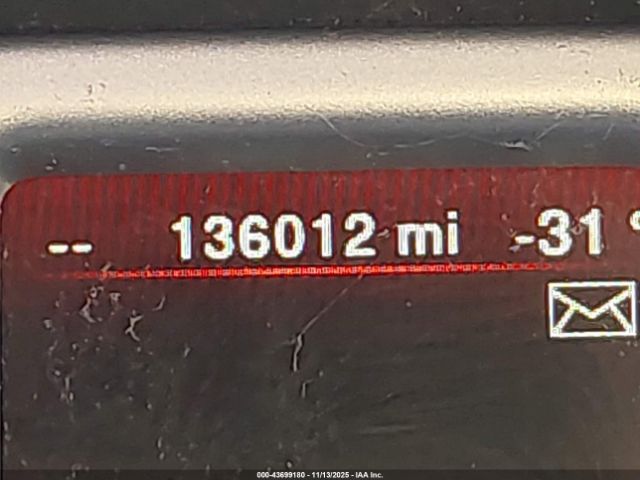 -- 136012 mi -31 °
000-43699180 - 11/13/2025 - IAA Inc.